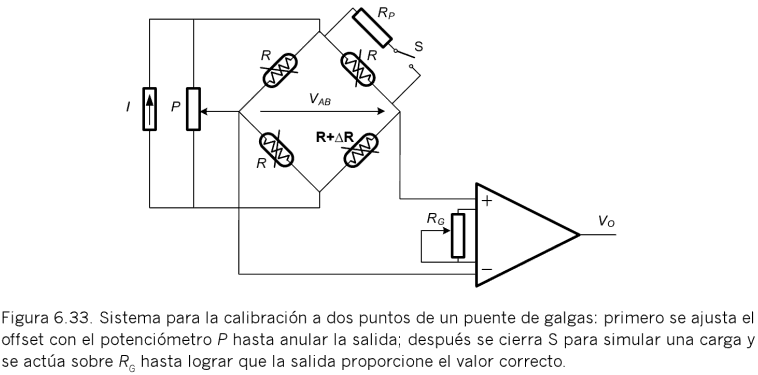 R_P
S
R
R
I
P
V_AB
R
R+ΔR
R_G
+
−
V_O
Figura 6.33. Sistema para la calibración a dos puntos de un puente de galgas: primero se ajusta el
offset con el potenciómetro P hasta anular la salida; después se cierra S para simular una carga y
se actúa sobre R_G hasta lograr que la salida proporcione el valor correcto.